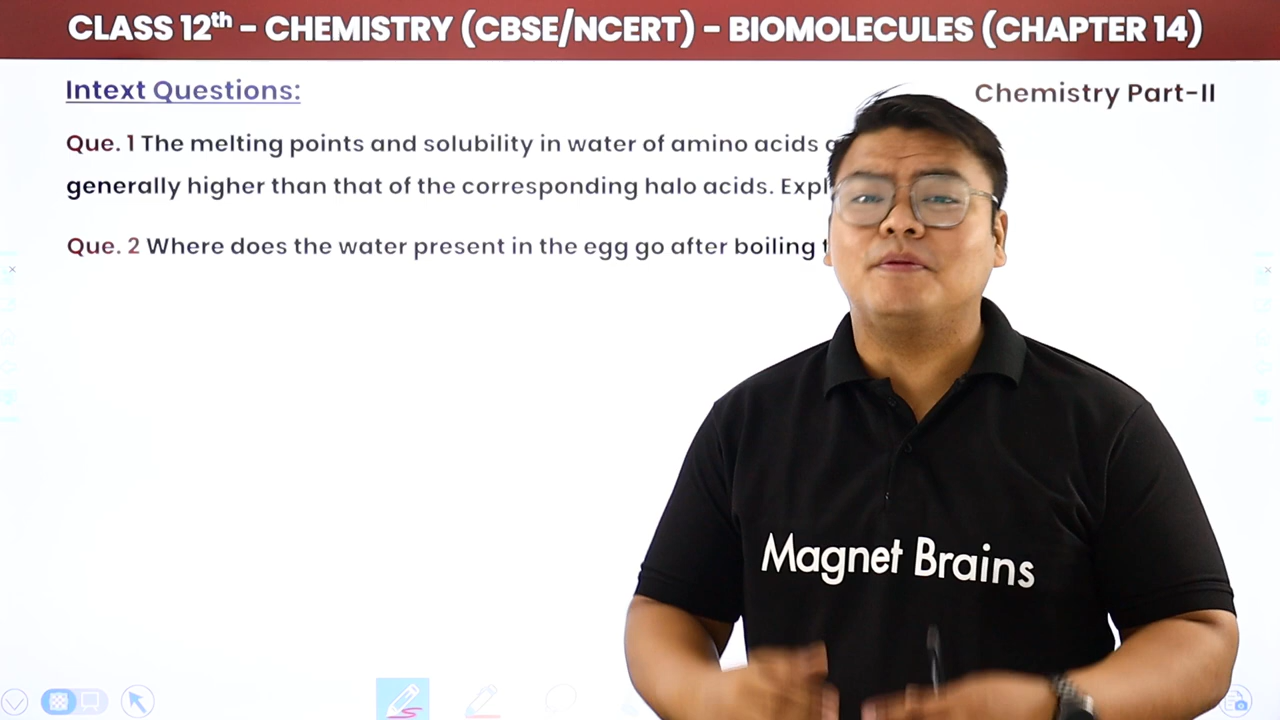 CLASS 12th - CHEMISTRY (CBSE/NCERT) - BIOMOLECULES (CHAPTER 14)
Intext Questions:
Chemistry Part-II
Que. 1 The melting points and solubility in water of amino acids
generally higher than that of the corresponding halo acids.
Que. 2 Where does the water present in the egg go after boiling
Magnet Brains